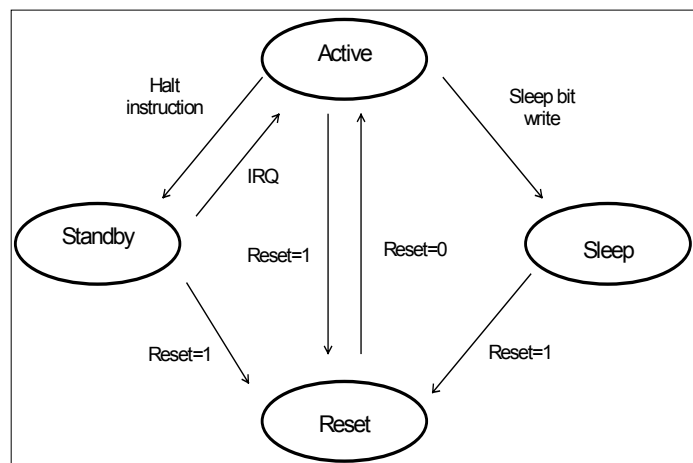 Active
Halt
instruction
Sleep bit
write
IRQ
Standby
Reset=1
Reset=0
Sleep
Reset=1
Reset=1
Reset